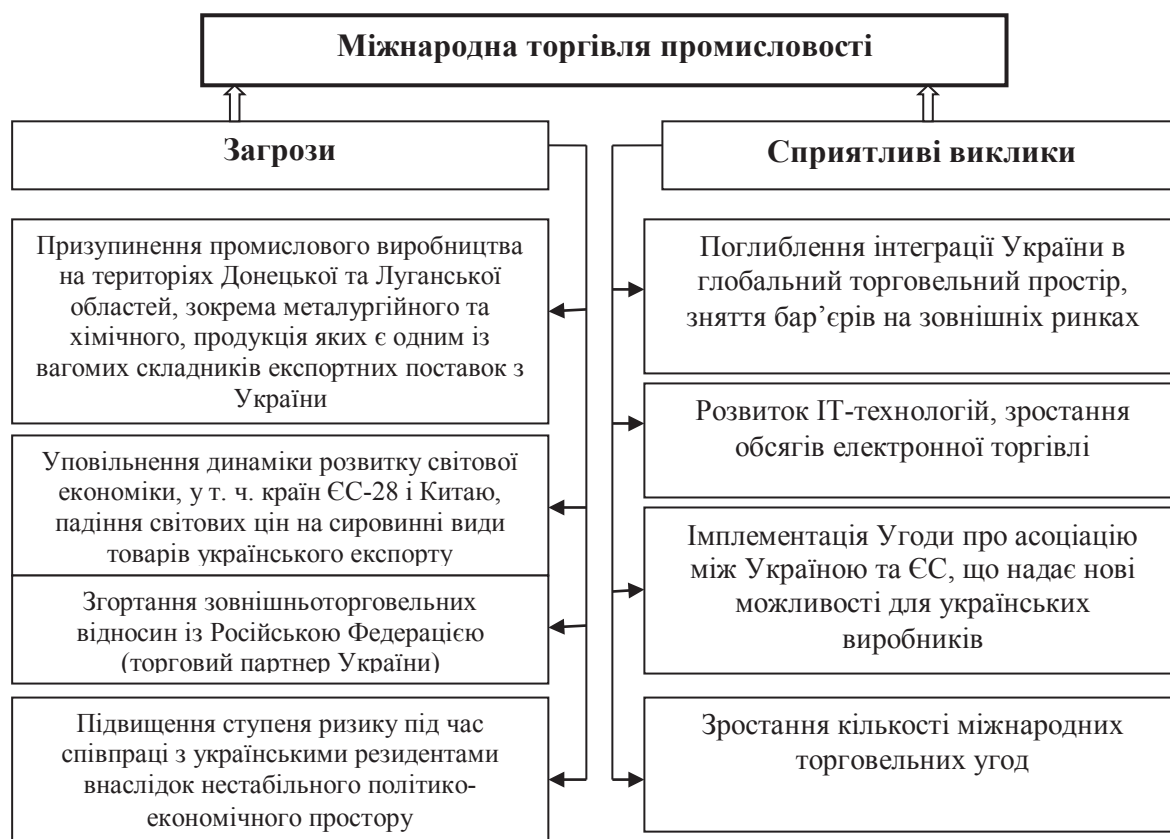 Міжнародна торгівля промисловості
Загрози
Призупинення промислового виробництва
на територіях Донецької та Луганської
областей, зокрема металургійного та
хімічного, продукція яких є одним із
вагомих складників експортних поставок з
України
Уповільнення динаміки розвитку світової
економіки, у т. ч. країн ЄС-28 і Китаю,
падіння світових цін на сировинні види
товарів українського експорту
Згортання зовнішньоторговельних
відносин із Російською Федерацією
(торговий партнер України)
Підвищення ступеня ризику під час
співпраці з українськими резидентами
внаслідок нестабільного політико-
економічного простору
Сприятливі виклики
Поглиблення інтеграції України в
глобальний торговельний простір,
зняття бар’єрів на зовнішніх ринках
Розвиток ІТ-технологій, зростання
обсягів електронної торгівлі
Імплементація Угоди про асоціацію
між Україною та ЄС, що надає нові
можливості для українських
виробників
Зростання кількості міжнародних
торговельних угод